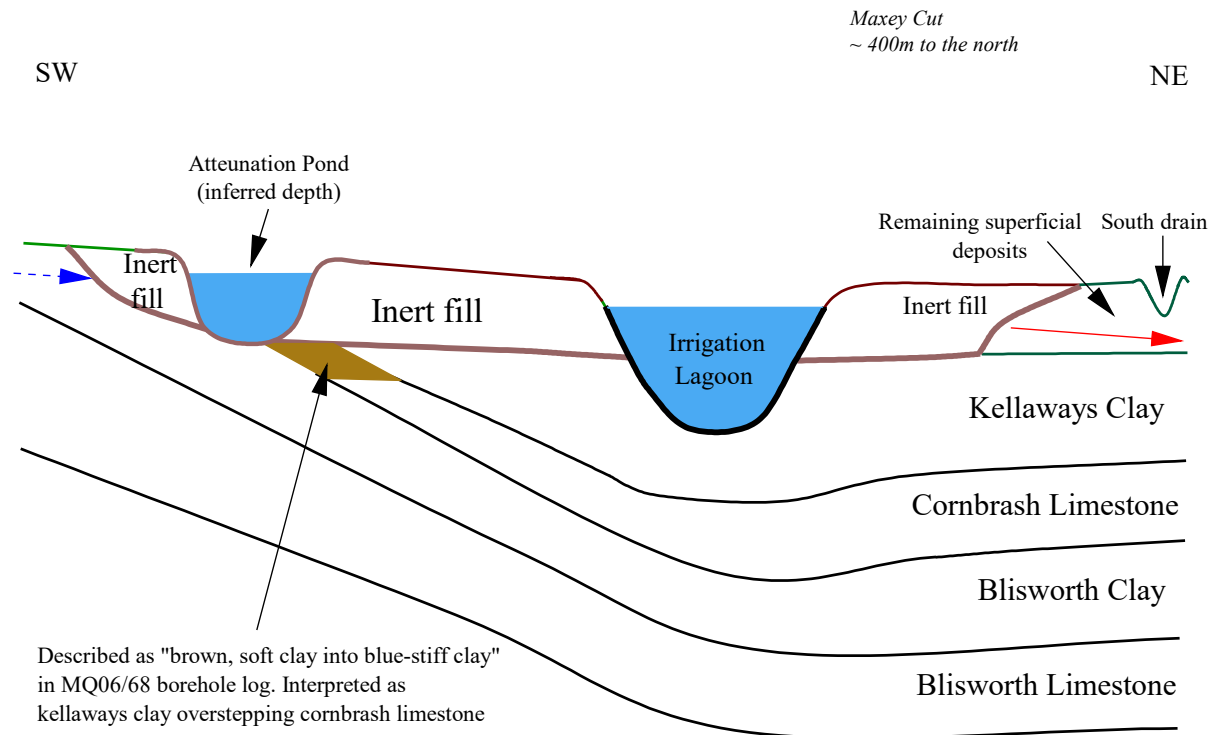 Maxey Cut
~ 400m to the north
SW
NE
Atteunation Pond
(inferred depth)
Remaining superficial
deposits
South drain
Inert
fill
Inert fill
Inert fill
Irrigation
Lagoon
Kellaways Clay
Cornbrash Limestone
Blisworth Clay
Blisworth Limestone
Described as "brown, soft clay into blue-stiff clay"
in MQ06/68 borehole log. Interpreted as
kellaways clay overstepping cornbrash limestone